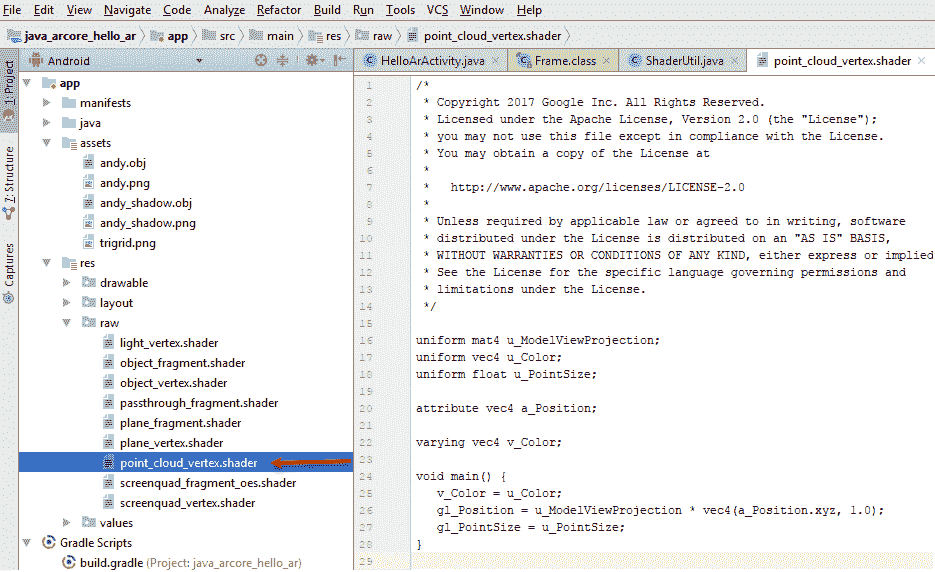 File Edit View Navigate Code Analyze Refactor Build Run Tools VCS Window Help
java_arcore_hello_ar app src main res raw point_cloud_vertex.shader
1: Project
Z: Structure
Captures
Android
app
manifests
java
assets
andy.obj
andy.png
andy_shadow.obj
andy_shadow.png
trigrid.png
res
drawable
layout
raw
light_vertex.shader
object_fragment.shader
object_vertex.shader
passthrough_fragment.shader
plane_fragment.shader
plane_vertex.shader
point_cloud_vertex.shader
screenquad_fragment_oes.shader
screenquad_vertex.shader
values
Gradle Scripts
build.gradle (Project: java_arcore_hello_ar)
HelloArActivity.java Frame.class ShaderUtil.java point_cloud_vertex.shader
1 /*
2 * Copyright 2017 Google Inc. All Rights Reserved.
3 * Licensed under the Apache License, Version 2.0 (the "License");
4 * you may not use this file except in compliance with the License.
5 * You may obtain a copy of the License at
6 *
7 * http://www.apache.org/licenses/LICENSE-2.0
8 *
9 * Unless required by applicable law or agreed to in writing, software
10 * distributed under the License is distributed on an "AS IS" BASIS,
11 * WITHOUT WARRANTIES OR CONDITIONS OF ANY KIND, either express or implied
12 * See the License for the specific language governing permissions and
13 * limitations under the License.
14 */
15
16 uniform mat4 u_ModelViewProjection;
17 uniform vec4 u_Color;
18 uniform float u_PointSize;
19
20 attribute vec4 a_Position;
21
22 varying vec4 v_Color;
23
24 void main() {
25 v_Color = u_Color;
26 gl_Position = u_ModelViewProjection * vec4(a_Position.xyz, 1.0);
27 gl_PointSize = u_PointSize;
28 }
29